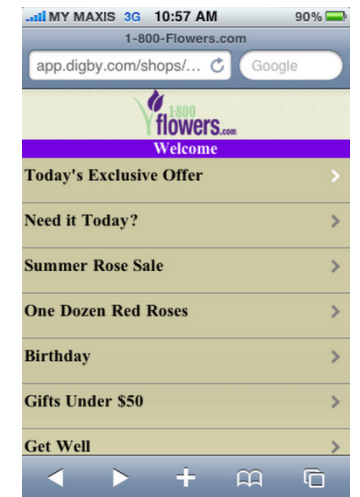 MY MAXIS 3G 10:57 AM 90%
1-800-Flowers.com
app.digby.com/shops/... Google
1·800
flowers.com
Welcome
Today's Exclusive Offer
Need it Today?
Summer Rose Sale
One Dozen Red Roses
Birthday
Gifts Under $50
Get Well